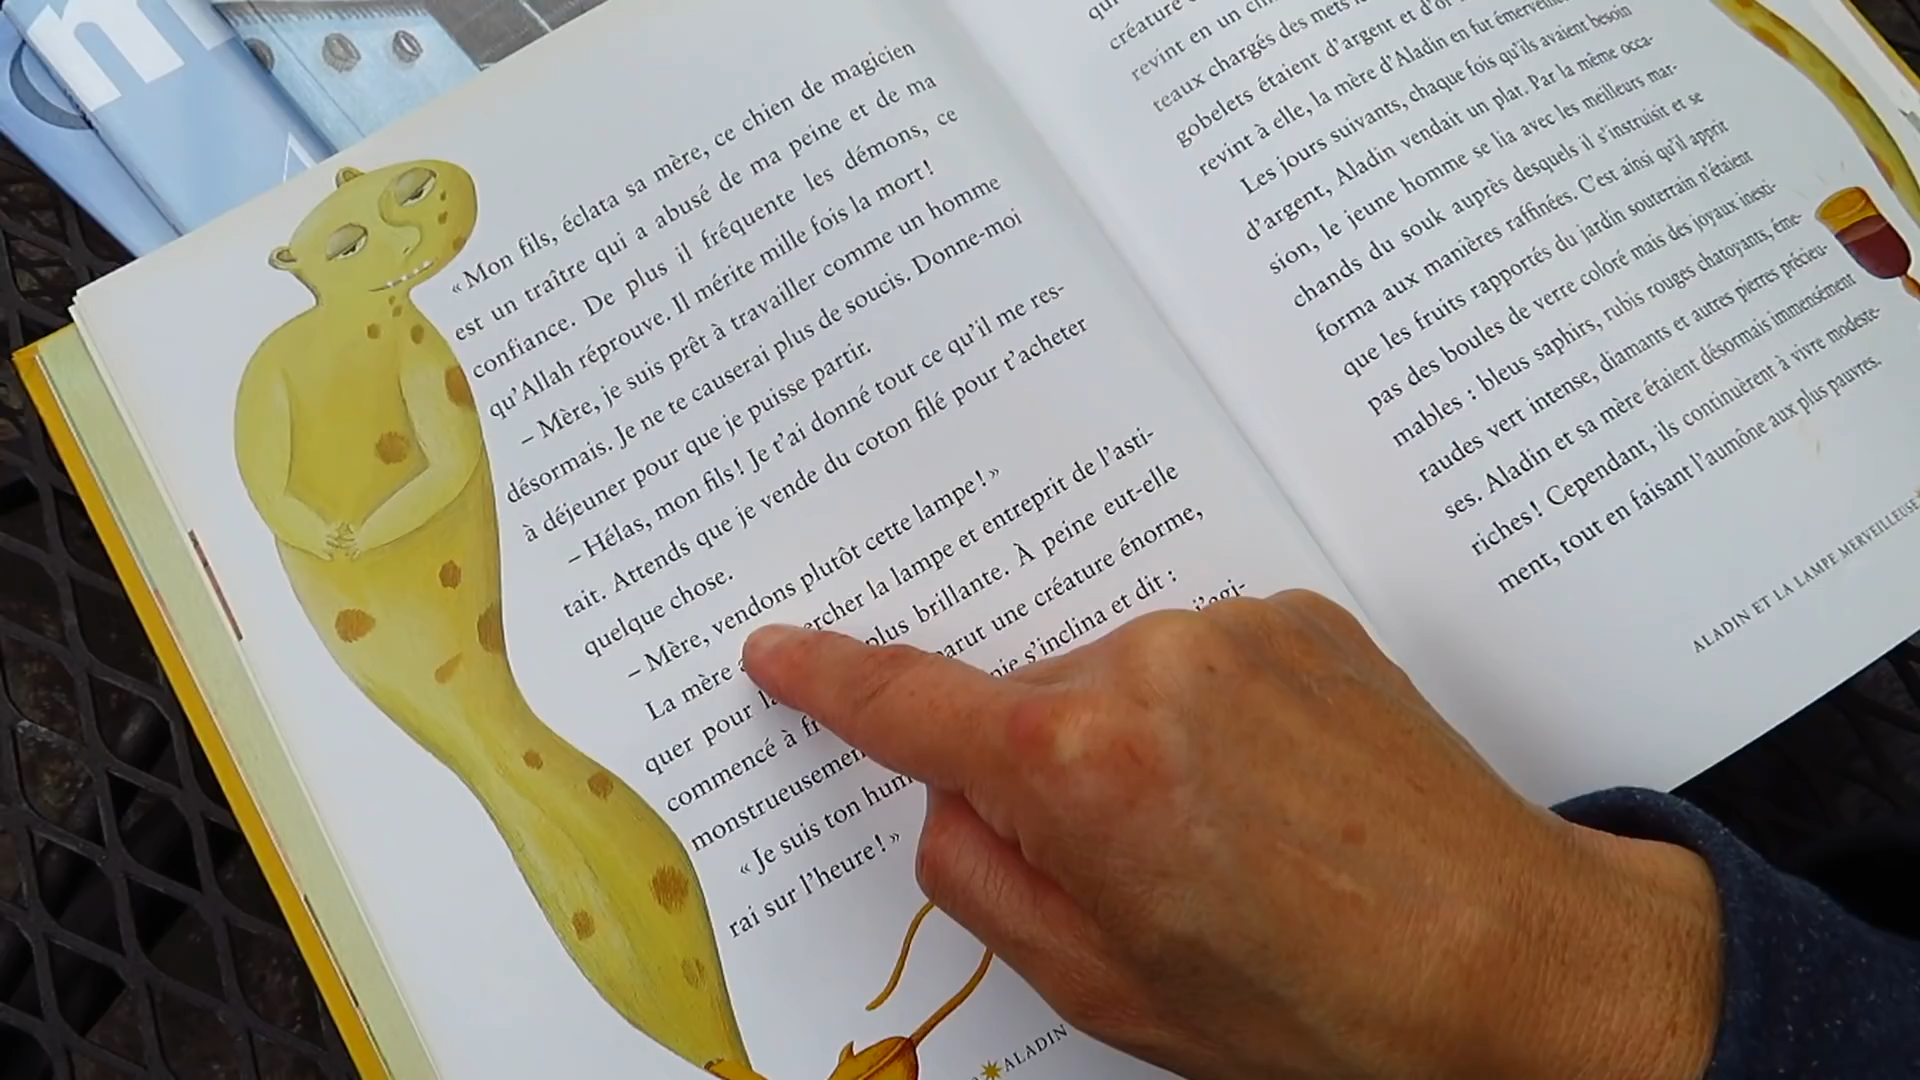 « Mon fils, éclata sa mère, ce chien de magicien
est un traître qui a abusé de ma peine et de ma
confiance. De plus il fréquente les démons, ce
qu'Allah réprouve. Il mérite mille fois la mort !
– Mère, je suis prêt à travailler comme un homme
désormais. Je ne te causerai plus de soucis. Donne-moi
à déjeuner pour que je puisse partir.
– Hélas, mon fils ! Je t'ai donné tout ce qu'il me res-
tait. Attends que je vende du coton filé pour t'acheter
quelque chose.
– Mère, vendons plutôt cette lampe ! »
La mère ercher la lampe et entreprit de l'asti-
quer pour plus brillante. À peine eut-elle
commencé à parut une créature énorme,
monstrueusemen s'inclina et dit :
« Je suis ton j'agi-
rai sur l'heure ! »
ALADIN
créature
revint en un
teaux chargés des mets
gobelets étaient d'argent et d'or
revint à elle, la mère d'Aladin en fut émerveill
Les jours suivants, chaque fois qu'ils avaient besoin
d'argent, Aladin vendait un plat. Par la même occa-
sion, le jeune homme se lia avec les meilleurs mar-
chands du souk auprès desquels il s'instruisit et se
forma aux manières raffinées. C'est ainsi qu'il apprit
que les fruits rapportés du jardin souterrain n'étaient
pas des boules de verre coloré mais des joyaux inesti-
mables : bleus saphirs, rubis rouges chatoyants, éme-
raudes vert intense, diamants et autres pierres précieu-
ses. Aladin et sa mère étaient désormais immensément
riches ! Cependant, ils continuèrent à vivre modeste-
ment, tout en faisant l'aumône aux plus pauvres.
ALADIN ET LA LAMPE MERVEILLEUSE